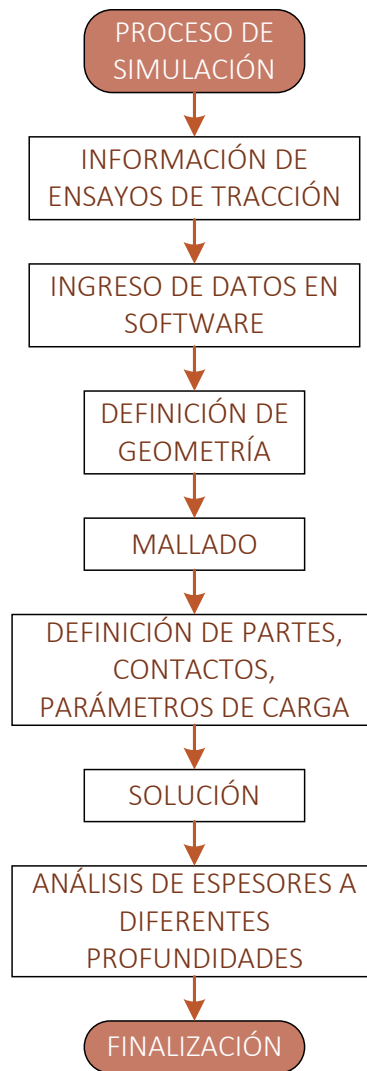 PROCESO DE
SIMULACIÓN
INFORMACIÓN DE
ENSAYOS DE TRACCIÓN
INGRESO DE DATOS EN
SOFTWARE
DEFINICIÓN DE
GEOMETRÍA
MALLADO
DEFINICIÓN DE PARTES,
CONTACTOS,
PARÁMETROS DE CARGA
SOLUCIÓN
ANÁLISIS DE ESPESORES A
DIFERENTES
PROFUNDIDADES
FINALIZACIÓN